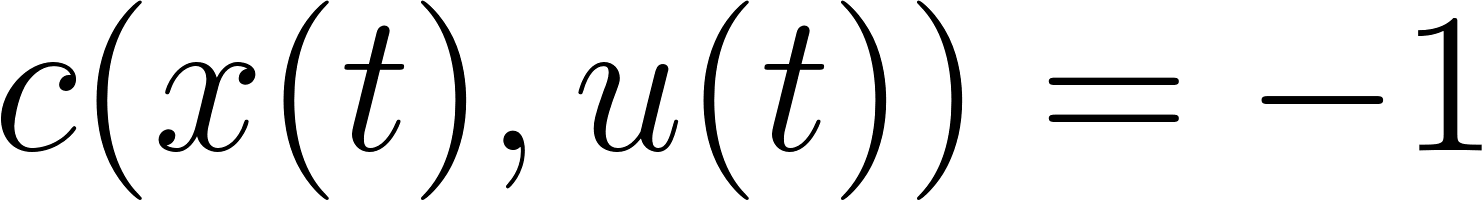 c(x(t), u(t)) = −1